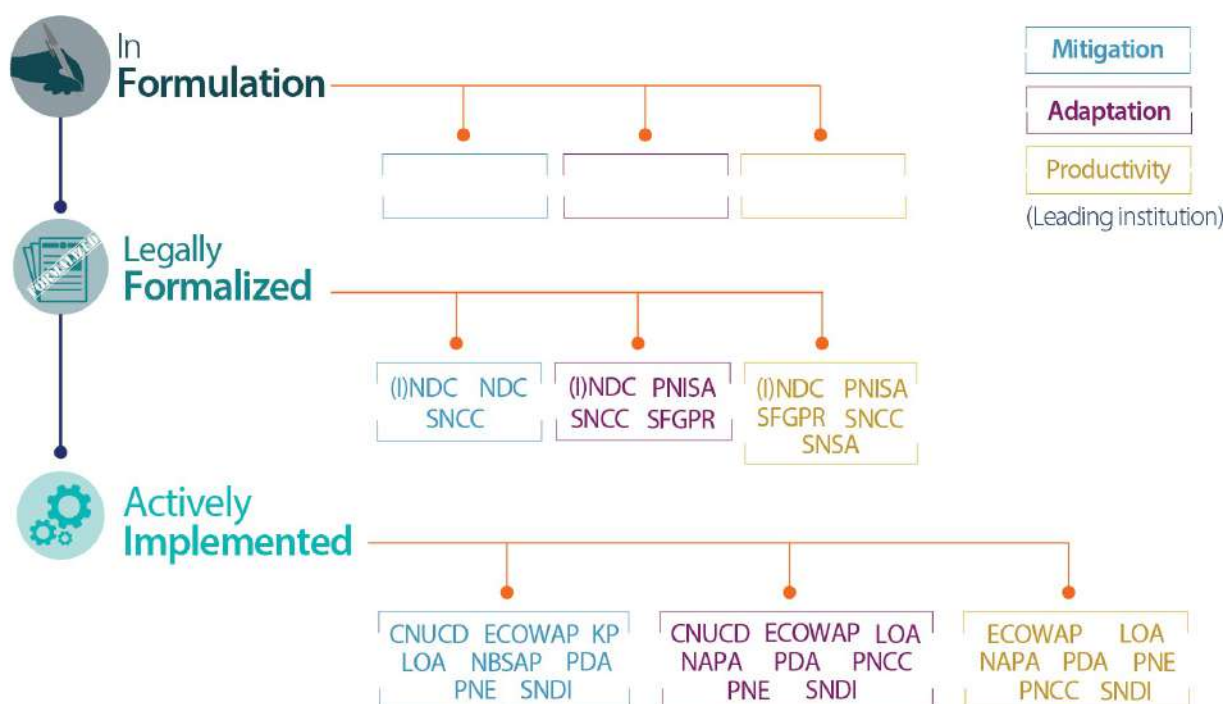 In
Formulation
Mitigation
Adaptation
Productivity
(Leading institution)
FORMALIZED
Legally
Formalized
(I)NDC NDC
SNCC
(I)NDC PNISA
SNCC SFGPR
(I)NDC PNISA
SFGPR SNCC
SNSA
Actively
Implemented
CNUCD ECOWAP KP
LOA NBSAP PDA
PNE SNDI
CNUCD ECOWAP LOA
NAPA PDA PNCC
PNE SNDI
ECOWAP LOA
NAPA PDA PNE
PNCC SNDI